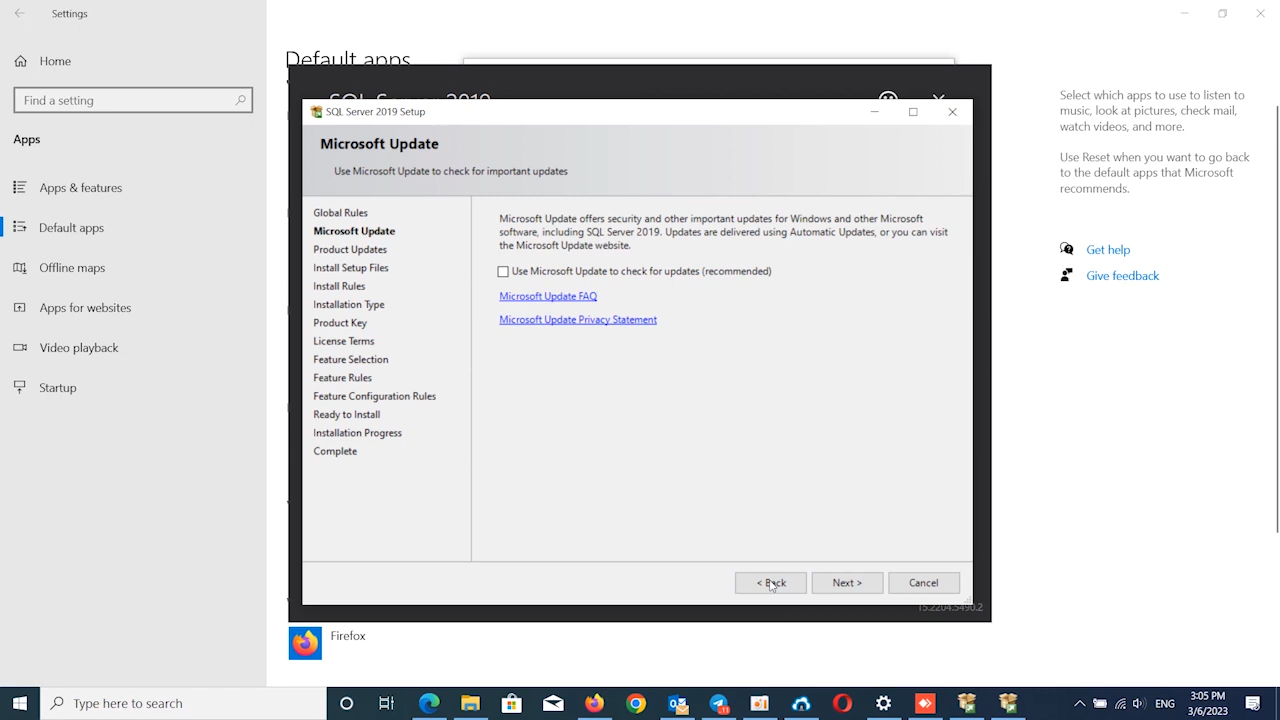 Settings
Home
Find a setting
Apps
Apps & features
Default apps
Offline maps
Apps for websites
Video playback
Startup
Default apps
SQL Server 2019
SQL Server 2019 Setup
Microsoft Update
Use Microsoft Update to check for important updates
Global Rules
Microsoft Update
Product Updates
Install Setup Files
Install Rules
Installation Type
Product Key
License Terms
Feature Selection
Feature Rules
Feature Configuration Rules
Ready to Install
Installation Progress
Complete
Microsoft Update offers security and other important updates for Windows and other Microsoft
software, including SQL Server 2019. Updates are delivered using Automatic Updates, or you can visit
the Microsoft Update website.
Use Microsoft Update to check for updates (recommended)
Microsoft Update FAQ
Microsoft Update Privacy Statement
< Back
Next >
Cancel
15.2204.5490.2
Firefox
Select which apps to use to listen to
music, look at pictures, check mail,
watch videos, and more.
Use Reset when you want to go back
to the default apps that Microsoft
recommends.
Get help
Give feedback
Type here to search
11
ENG
3:05 PM
3/6/2023